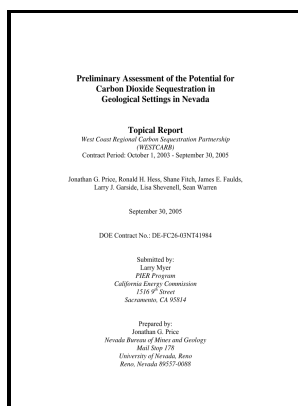 Preliminary Assessment of the Potential for
Carbon Dioxide Sequestration in
Geological Settings in Nevada
Topical Report
West Coast Regional Carbon Sequestration Partnership
(WESTCARB)
Contract Period: October 1, 2003 - September 30, 2005
Jonathan G. Price, Ronald H. Hess, Shane Fitch, James E. Faulds,
Larry J. Garside, Lisa Shevenell, Sean Warren
September 30, 2005
DOE Contract No.: DE-FC26-03NT41984
Submitted by:
Larry Myer
PIER Program
California Energy Commission
1516 9th Street
Sacramento, CA 95814
Prepared by:
Jonathan G. Price
Nevada Bureau of Mines and Geology
Mail Stop 178
University of Nevada, Reno
Reno, Nevada 89557-0088